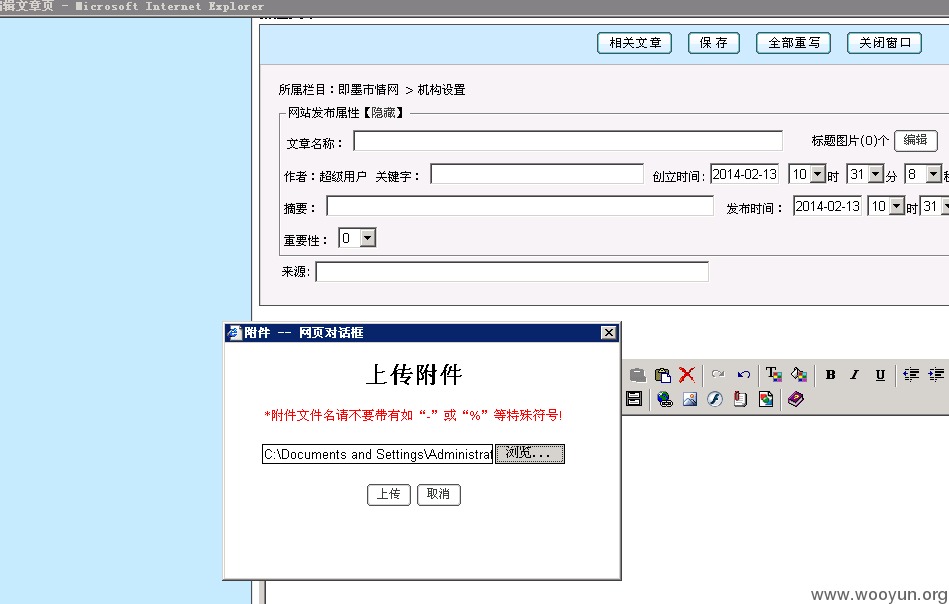 编辑文章页 - Microsoft Internet Explorer
相关文章 保 存 全部重写 关闭窗口
所属栏目：即墨市情网 > 机构设置
网站发布属性【隐藏】
文章名称： 标题图片(0)个 编辑
作者：超级用户 关键字： 创立时间: 2014-02-13 10 时 31 分 8
摘要： 发布时间： 2014-02-13 10 时 31
重要性： 0
来源:
附件 -- 网页对话框
上传附件
*附件文件名请不要带有如“-”或“%”等特殊符号!
C:\Documents and Settings\Administrat 浏览...
上传 取消
B I U
www.wooyun.org